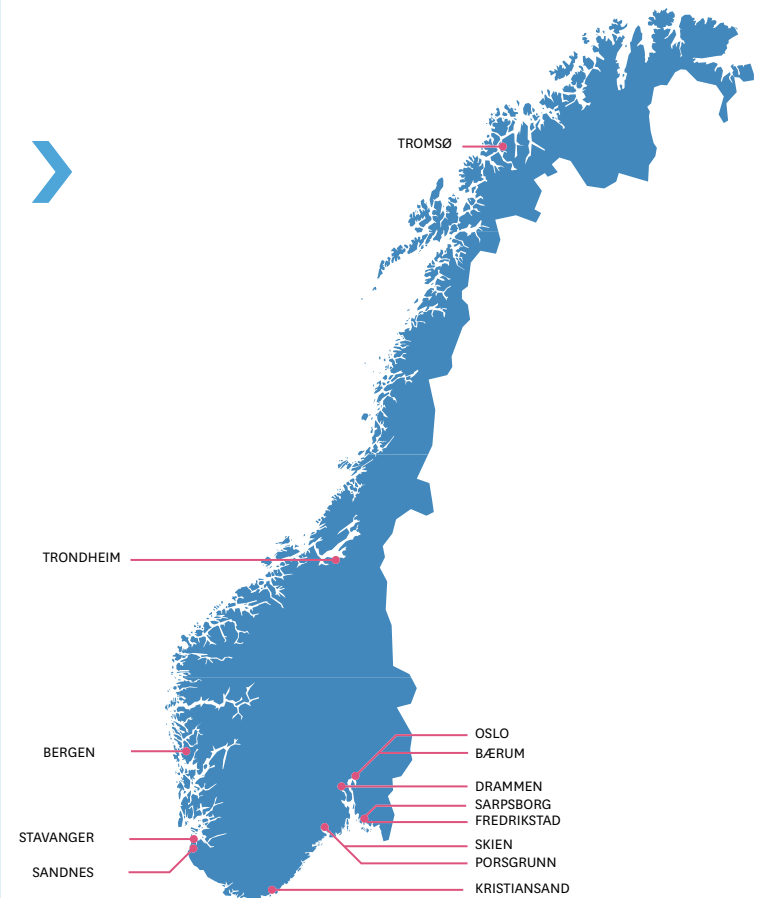 TROMSØ
TRONDHEIM
OSLO
BERGEN
BÆRUM
DRAMMEN
SARPSBORG
FREDRIKSTAD
STAVANGER
SKIEN
PORSGRUNN
SANDNES
KRISTIANSAND